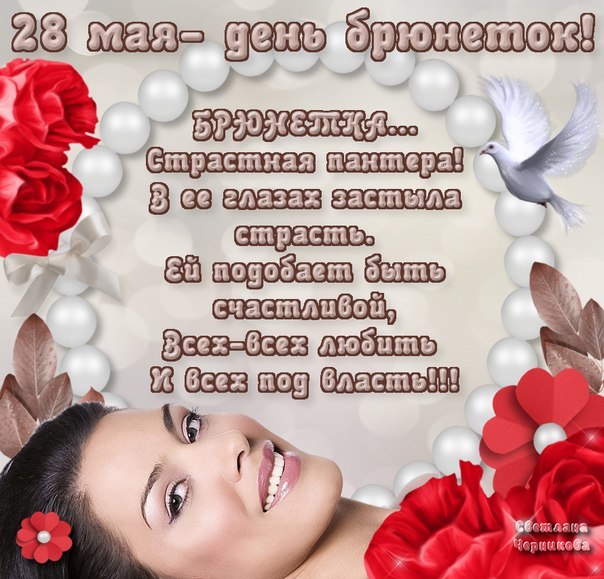 28 мая- день брюнеток!
БРЮНЕТКА...
Страстная пантера!
В ее глазах застыла
страсть.
Ей подобает быть
счастливой,
Всех-всех любить
И всех под власть!!!
Светлана
Черникова